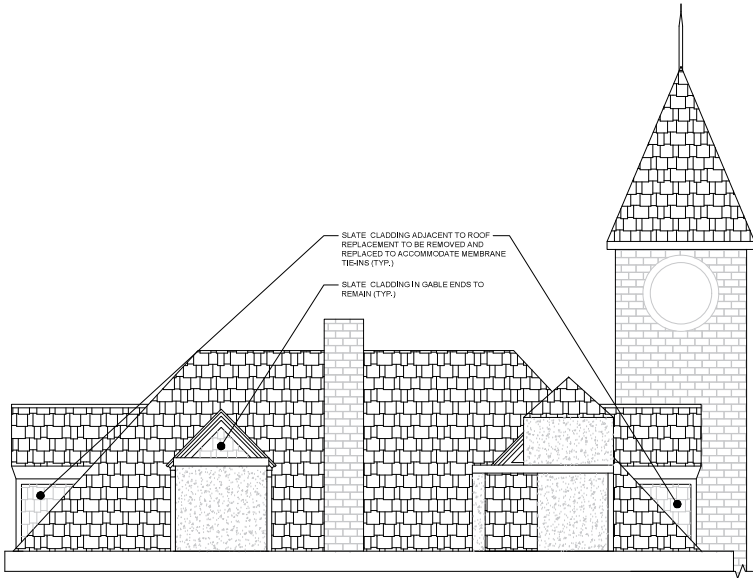 SLATE CLADDING ADJACENT TO ROOF
REPLACEMENT TO BE REMOVED AND
REPLACED TO ACCOMMODATE MEMBRANE
TIE-INS (TYP.)
SLATE CLADDING IN GABLE ENDS TO
REMAIN (TYP.)